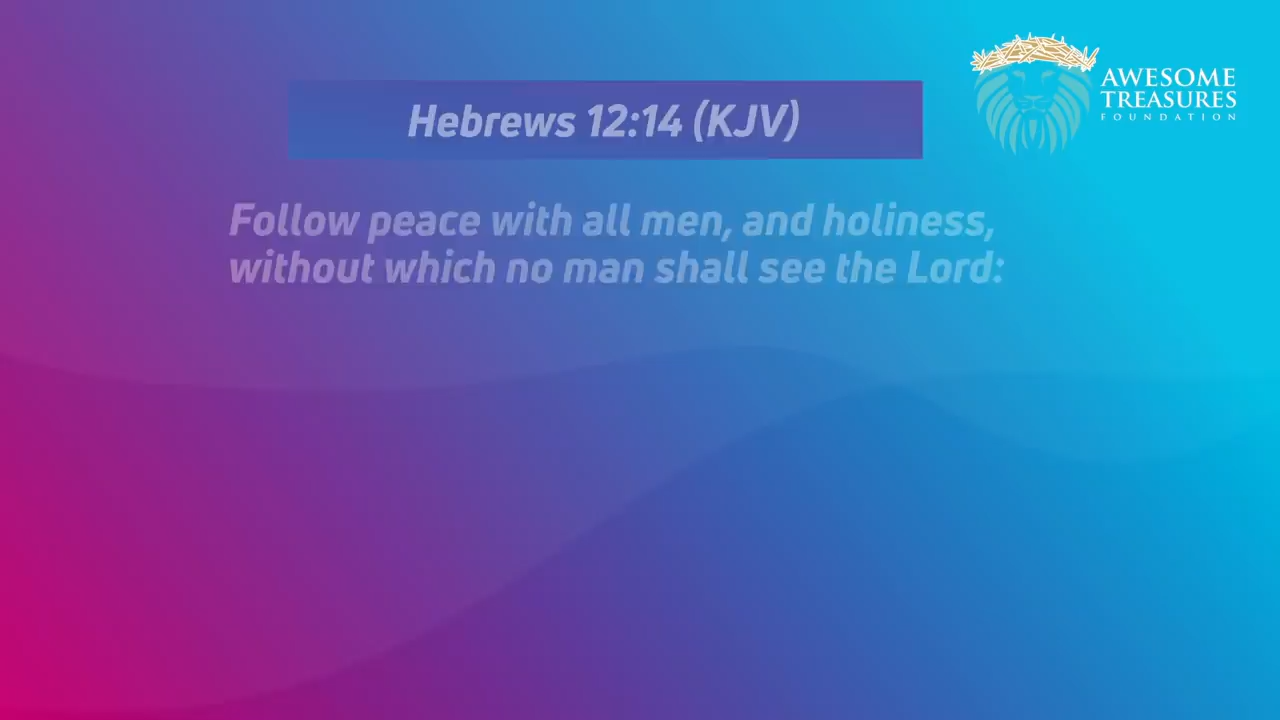 AWESOME
TREASURES
FOUNDATION
Hebrews 12:14 (KJV)
Follow peace with all men, and holiness,
without which no man shall see the Lord: